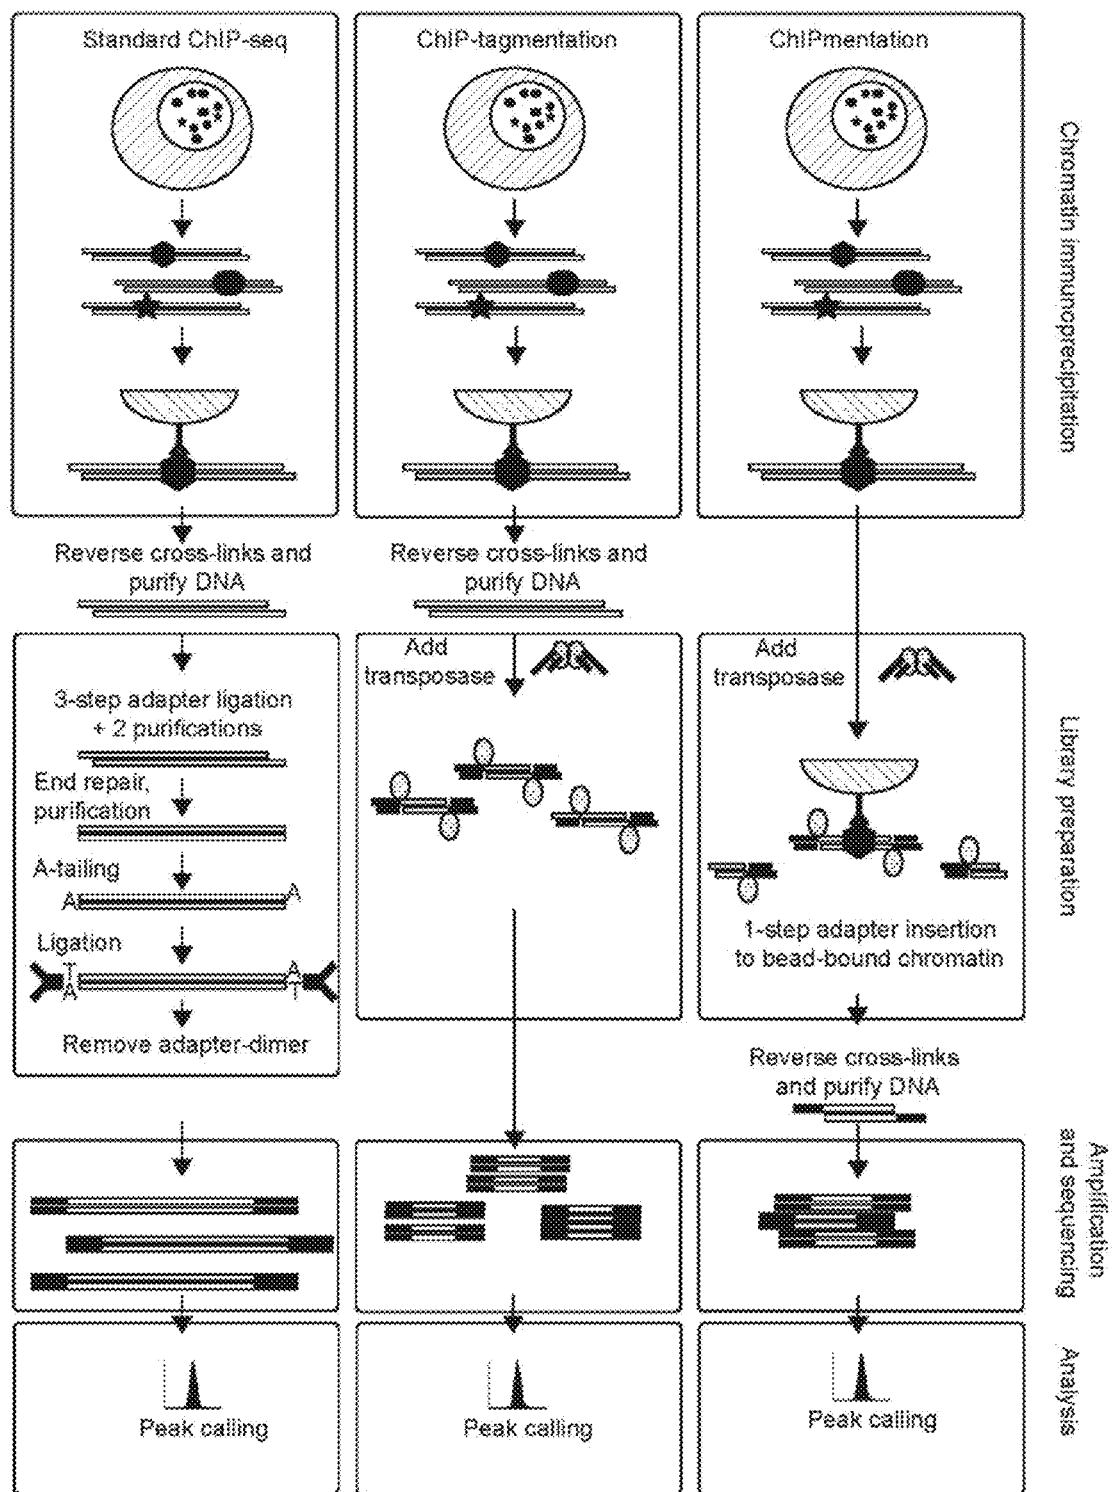 Standard ChIP-seq
ChIP-tagmentation
ChIPmentation
Chromatin immunoprecipitation
Reverse cross-links and
purify DNA
Reverse cross-links and
purify DNA
3-step adapter ligation
+ 2 purifications
End repair,
purification
A-tailing
A
A
Ligation
T
A
A
T
Remove adapter-dimer
Add
transposase
Add
transposase
1-step adapter insertion
to bead-bound chromatin
Library preparation
Reverse cross-links
and purify DNA
Amplification
and sequencing
Peak calling
Peak calling
Peak calling
Analysis